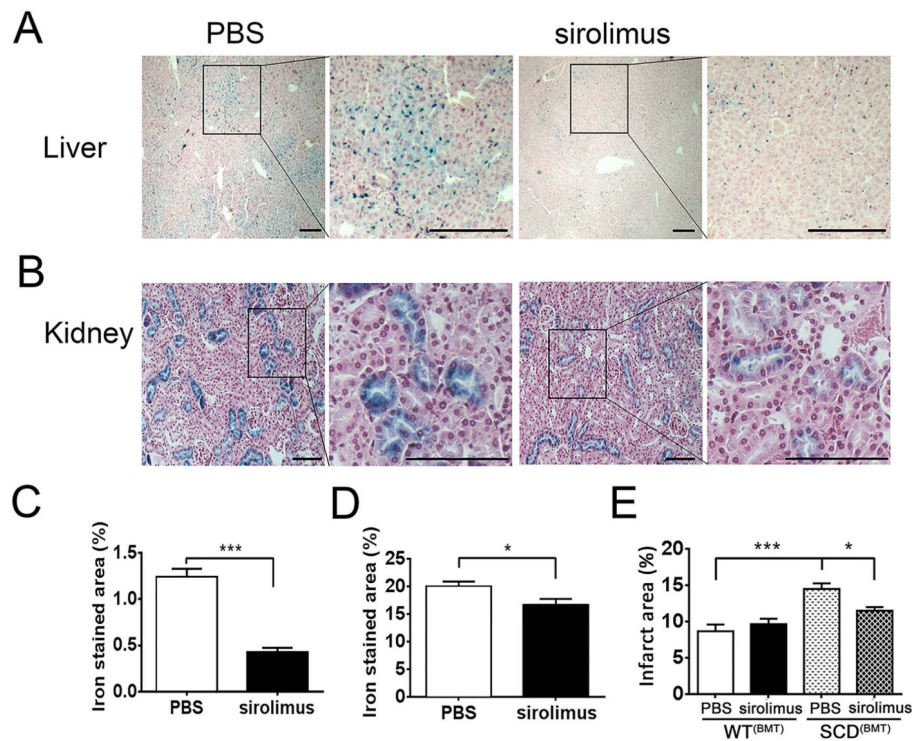 A
PBS
sirolimus
Liver
B
Kidney
C
Iron stained area (%)
1.5
1.0
0.5
0.0
***
PBS
sirolimus
D
Iron stained area (%)
25
20
15
10
5
0
*
PBS
sirolimus
E
Infarct area (%)
20
15
10
5
0
***
*
PBS
sirolimus
PBS
sirolimus
WT(BMT)
SCD(BMT)